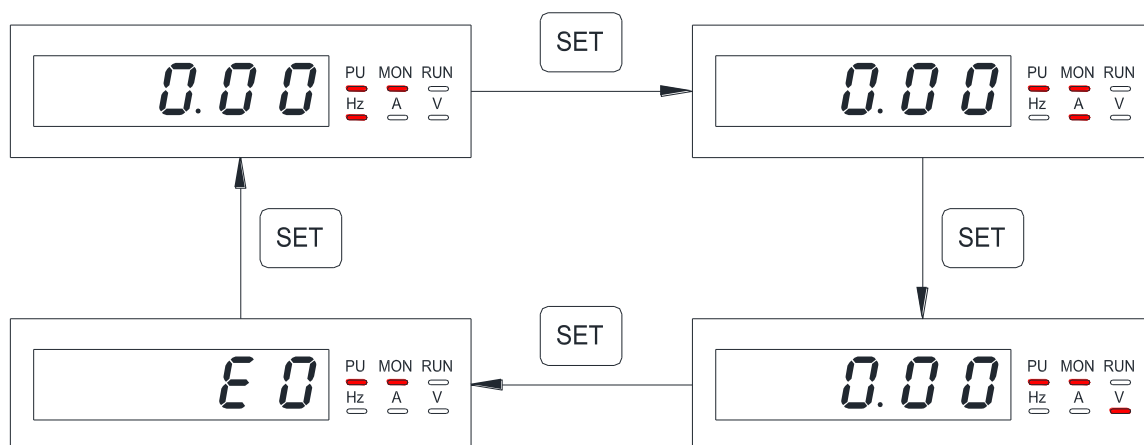 SET
0.00 PU MON RUN
Hz A V
0.00 PU MON RUN
Hz A V
SET
SET
SET
E0 PU MON RUN
Hz A V
0.00 PU MON RUN
Hz A V